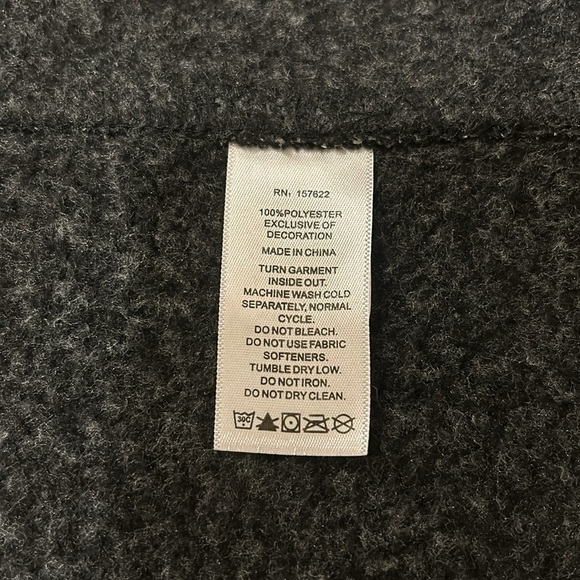 RN: 157622
100%POLYESTER
EXCLUSIVE OF
DECORATION
MADE IN CHINA
TURN GARMENT
INSIDE OUT.
MACHINE WASH COLD
SEPARATELY, NORMAL
CYCLE.
DO NOT BLEACH.
DO NOT USE FABRIC
SOFTENERS.
TUMBLE DRY LOW.
DO NOT IRON.
DO NOT DRY CLEAN.
30C